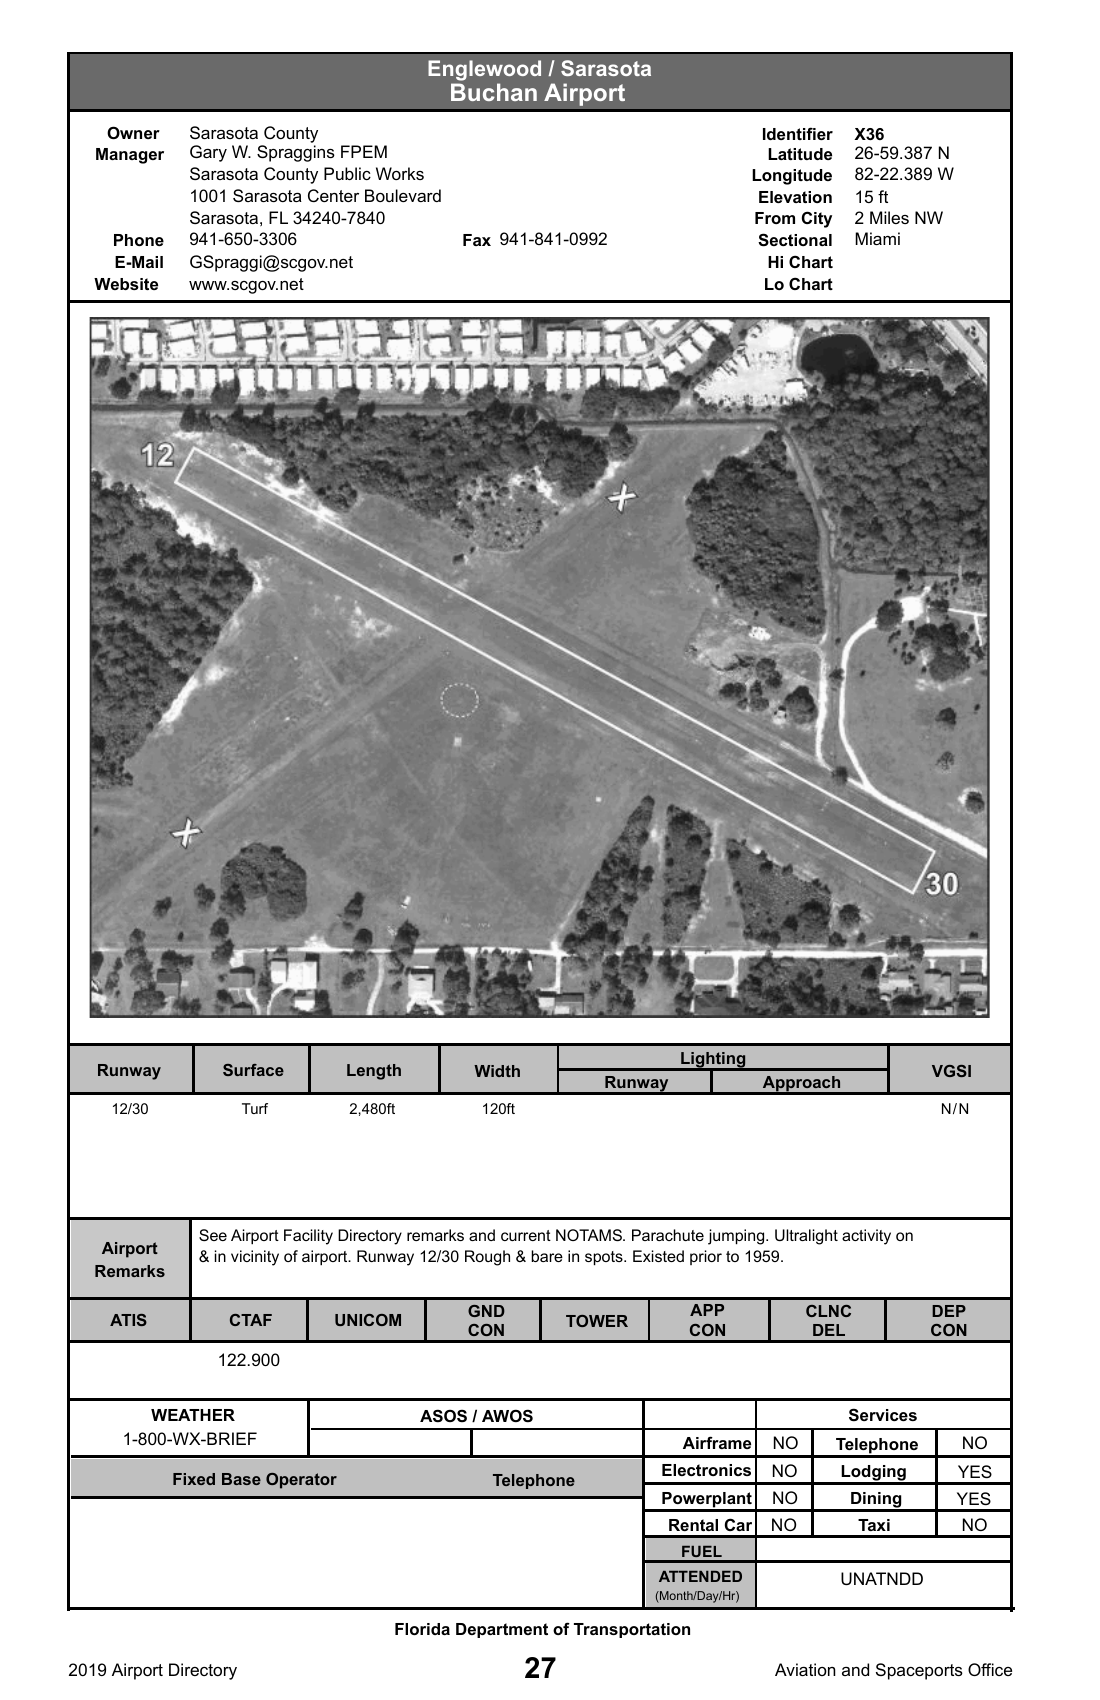 Englewood / Sarasota
Buchan Airport
Owner Sarasota County
Manager Gary W. Spraggins FPEM
Sarasota County Public Works
1001 Sarasota Center Boulevard
Sarasota, FL 34240-7840
Phone 941-650-3306 Fax 941-841-0992
E-Mail GSpraggi@scgov.net
Website www.scgov.net
Identifier X36
Latitude 26-59.387 N
Longitude 82-22.389 W
Elevation 15 ft
From City 2 Miles NW
Sectional Miami
Hi Chart
Lo Chart
12
30
Runway Surface Length Width Lighting VGSI
Runway Approach
12/30 Turf 2,480ft 120ft N/N
Airport Remarks
See Airport Facility Directory remarks and current NOTAMS. Parachute jumping. Ultralight activity on
& in vicinity of airport. Runway 12/30 Rough & bare in spots. Existed prior to 1959.
ATIS CTAF UNICOM GND CON TOWER APP CON CLNC DEL DEP CON
122.900
WEATHER
1-800-WX-BRIEF
ASOS / AWOS
Fixed Base Operator Telephone
Services
Airframe NO Telephone NO
Electronics NO Lodging YES
Powerplant NO Dining YES
Rental Car NO Taxi NO
FUEL
ATTENDED
(Month/Day/Hr)
UNATNDD
Florida Department of Transportation
2019 Airport Directory 27 Aviation and Spaceports Office